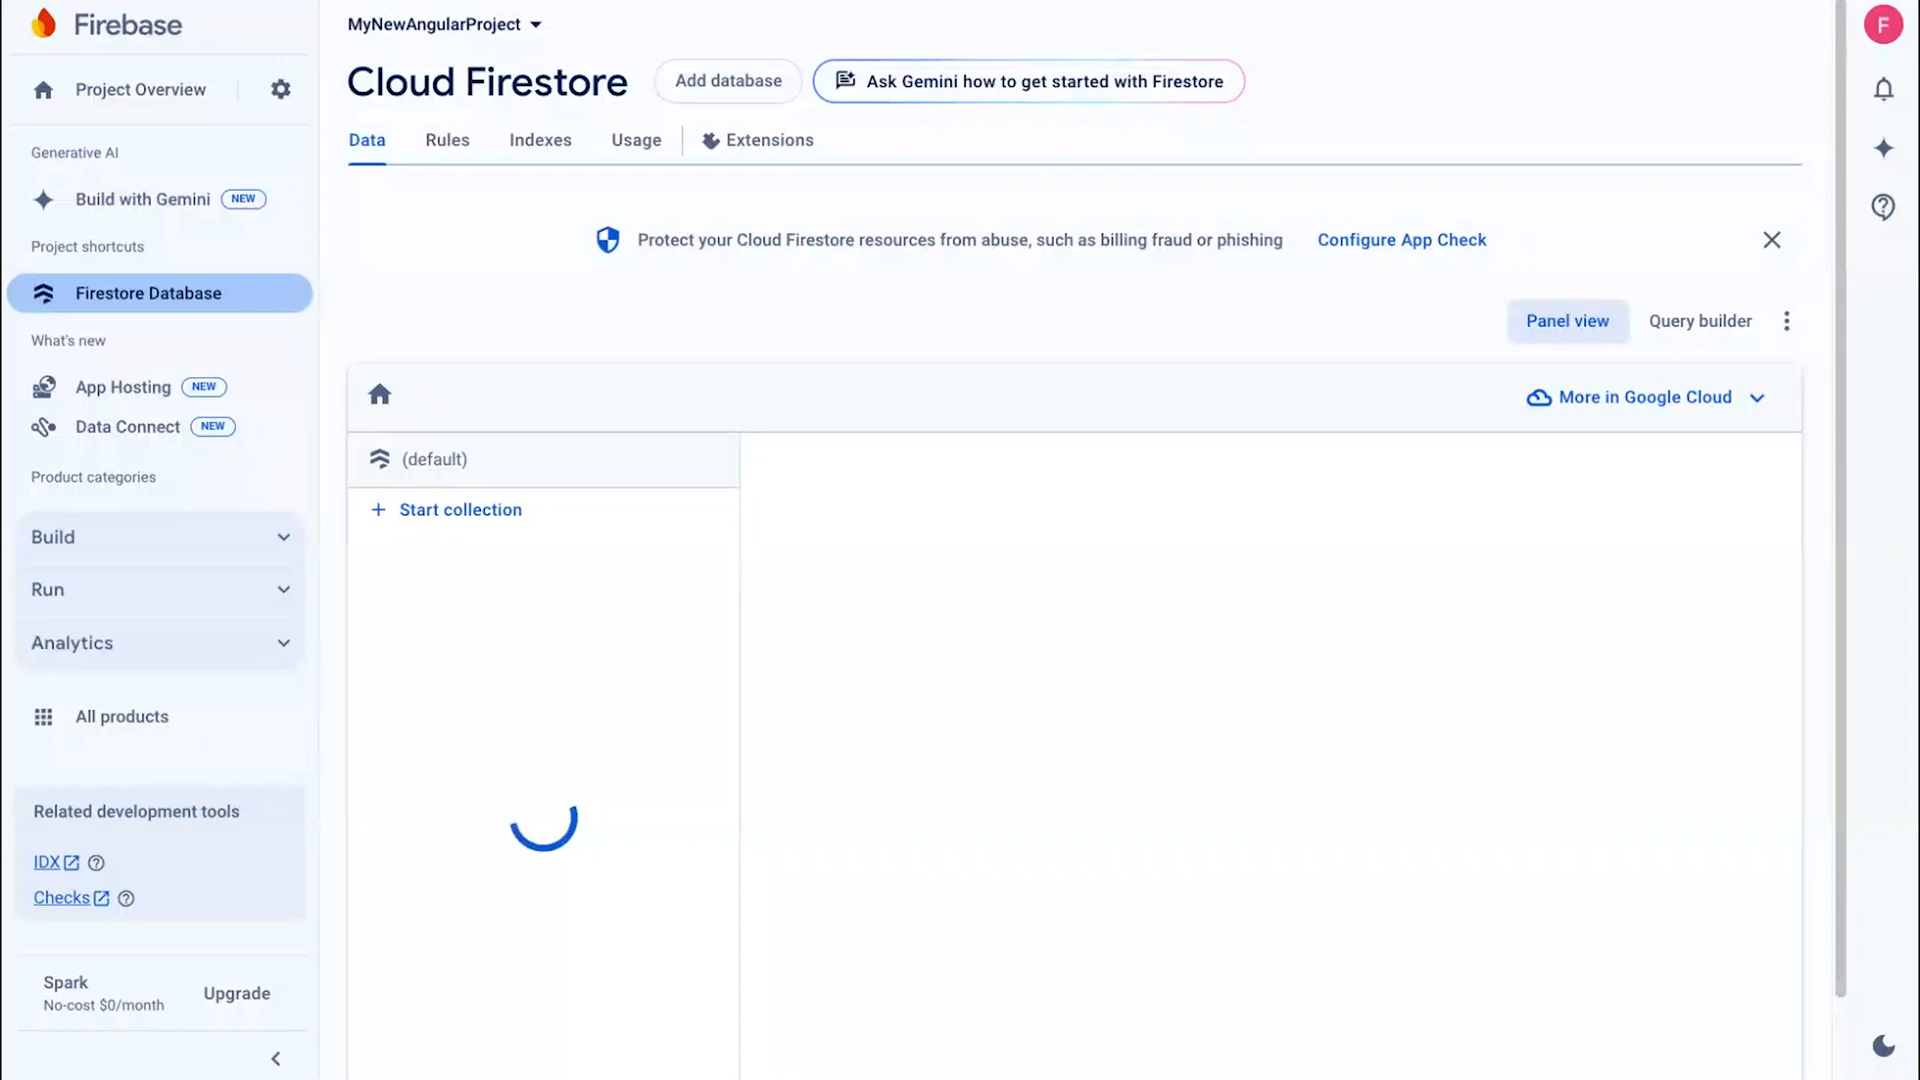 Firebase
Project Overview
Generative AI
Build with Gemini NEW
Project shortcuts
Firestore Database
What's new
App Hosting NEW
Data Connect NEW
Product categories
Build
Run
Analytics
All products
Related development tools
IDX
Checks
Spark
No-cost $0/month
Upgrade
MyNewAngularProject
Cloud Firestore
Add database
Ask Gemini how to get started with Firestore
Data Rules Indexes Usage Extensions
Protect your Cloud Firestore resources from abuse, such as billing fraud or phishing Configure App Check
Panel view Query builder
More in Google Cloud
(default)
+ Start collection
F